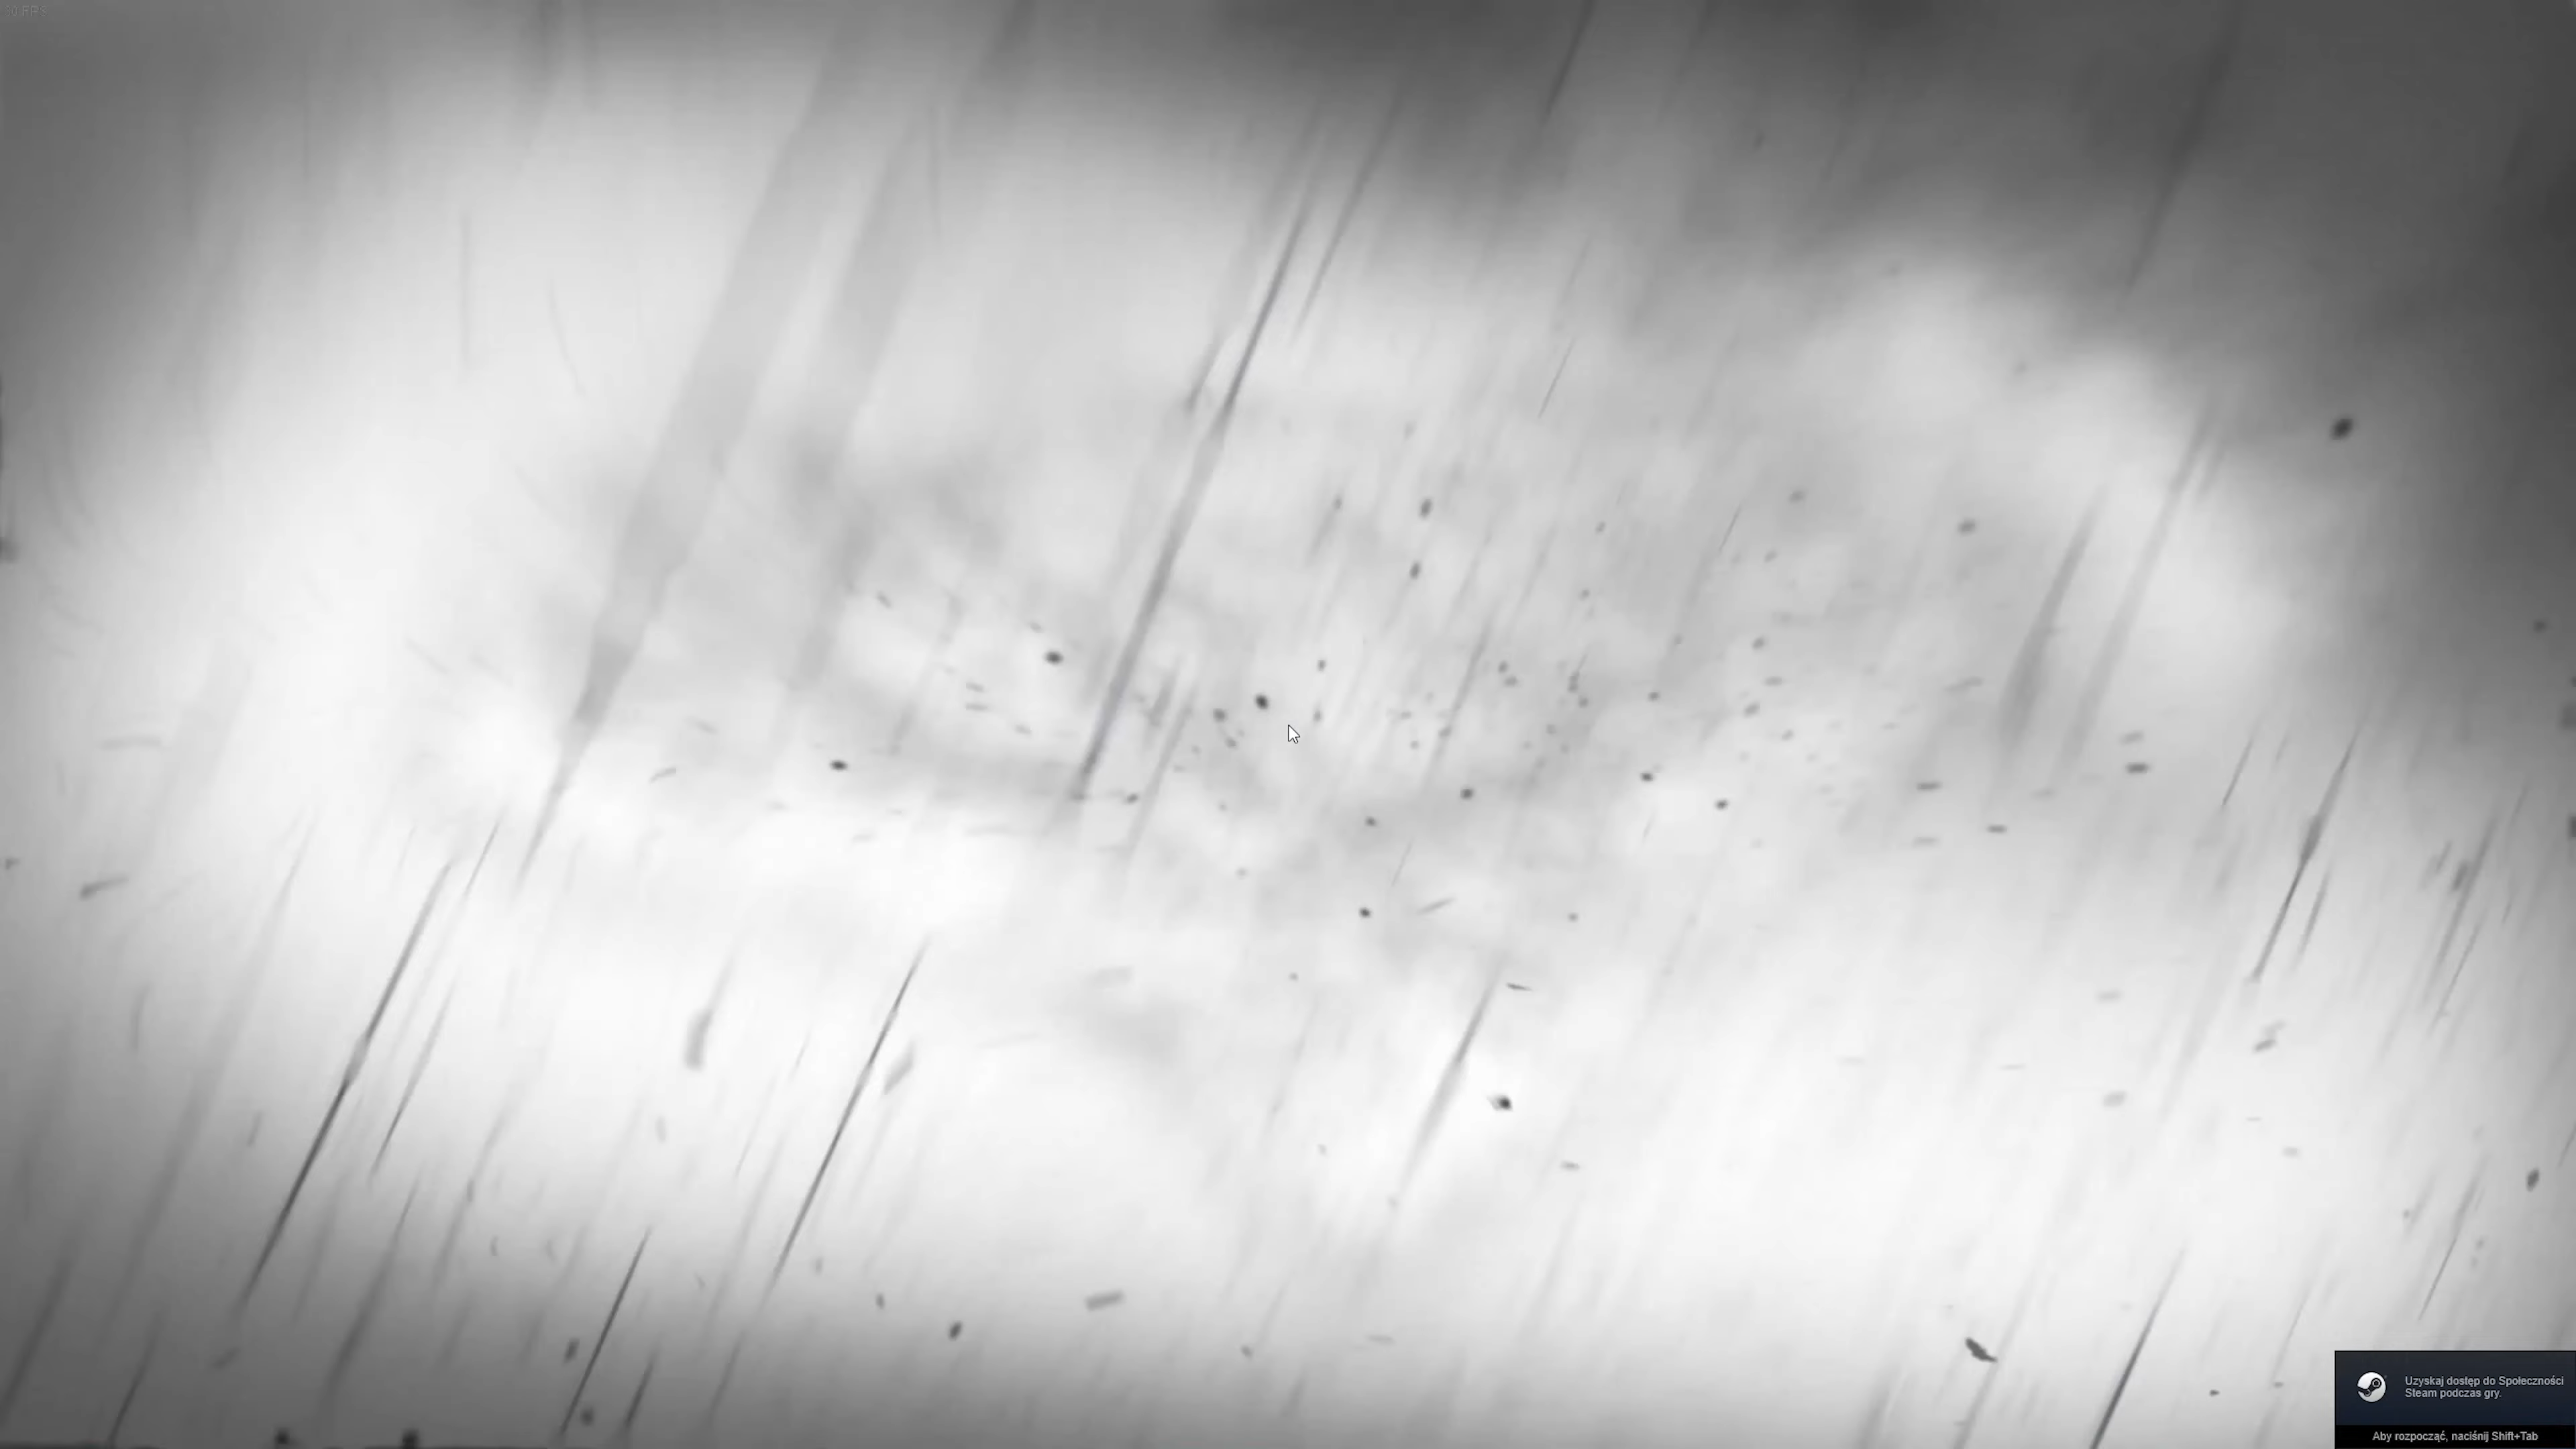 Uzyskaj dostęp do Społeczności
Steam podczas gry.
Aby rozpocząć, naciśnij Shift+Tab